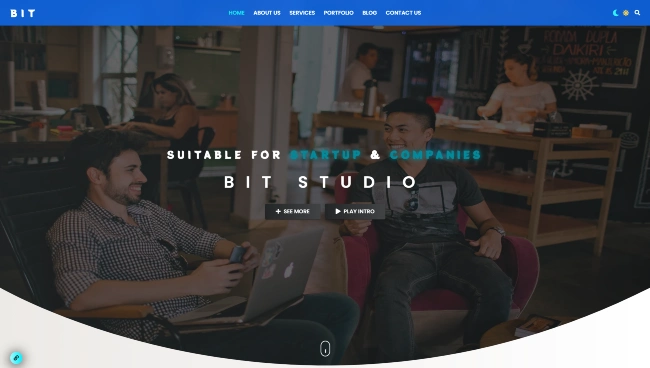 BIT
HOME ABOUT US SERVICES PORTFOLIO BLOG CONTACT US
SUITABLE FOR STARTUP & COMPANIES
BIT STUDIO
+ SEE MORE PLAY INTRO